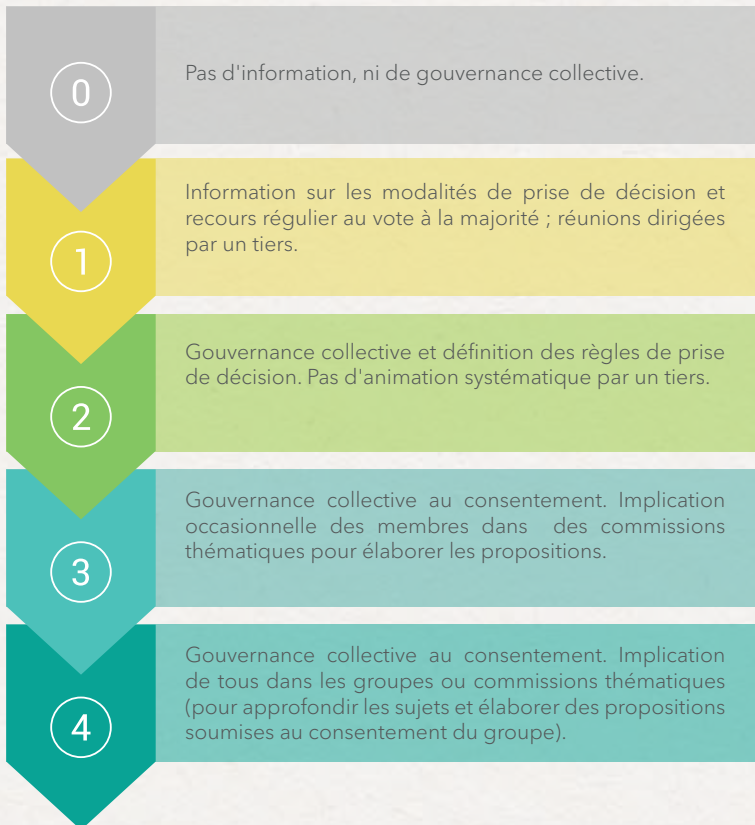 0
Pas d'information, ni de gouvernance collective.
1
Information sur les modalités de prise de décision et
recours régulier au vote à la majorité ; réunions dirigées
par un tiers.
2
Gouvernance collective et définition des règles de prise
de décision. Pas d'animation systématique par un tiers.
3
Gouvernance collective au consentement. Implication
occasionnelle des membres dans des commissions
thématiques pour élaborer les propositions.
4
Gouvernance collective au consentement. Implication
de tous dans les groupes ou commissions thématiques
(pour approfondir les sujets et élaborer des propositions
soumises au consentement du groupe).